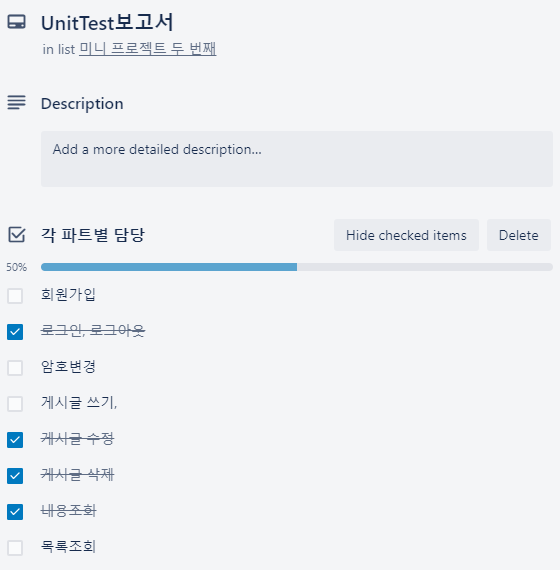 UnitTest보고서
in list 미니 프로젝트 두 번째
Description
Add a more detailed description...
각 파트별 담당
Hide checked items
Delete
50%
회원가입
로그인, 로그아웃
암호변경
게시글 쓰기,
게시글 수정
게시글 삭제
내용조회
목록조회